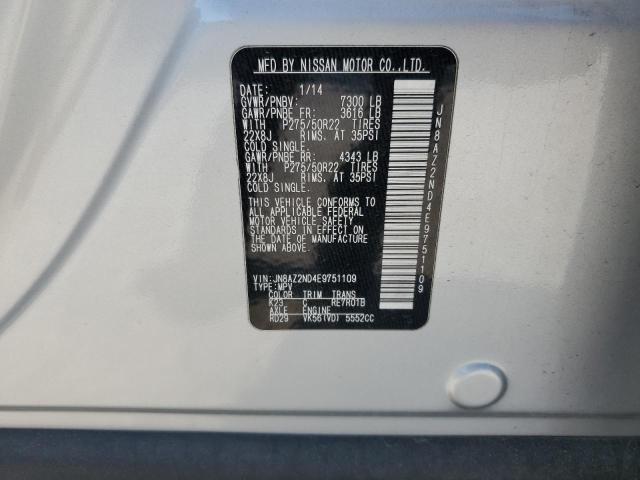 MFD BY NISSAN MOTOR CO.,LTD.
DATE: 1/14
GVWR/PNBV: 7300 LB
GAWR/PNBE FR: 3616 LB
WITH P275/50R22 TIRES
22X8J RIMS, AT 35PSI
COLD SINGLE.
GAWR/PNBE RR: 4343 LB
WITH P275/50R22 TIRES
22X8J RIMS, AT 35PSI
COLD SINGLE.
THIS VEHICLE CONFORMS TO
ALL APPLICABLE FEDERAL
MOTOR VEHICLE SAFETY
STANDARDS IN EFFECT ON
THE DATE OF MANUFACTURE
SHOWN ABOVE.
VIN:JN8AZ2ND4E9751109
TYPE:MPV
COLOR TRIM TRANS
K23 C RE7R01B
AXLE ENGINE
RD29 VK56(VD) 5552CC
JN8AZ2ND4E9751109